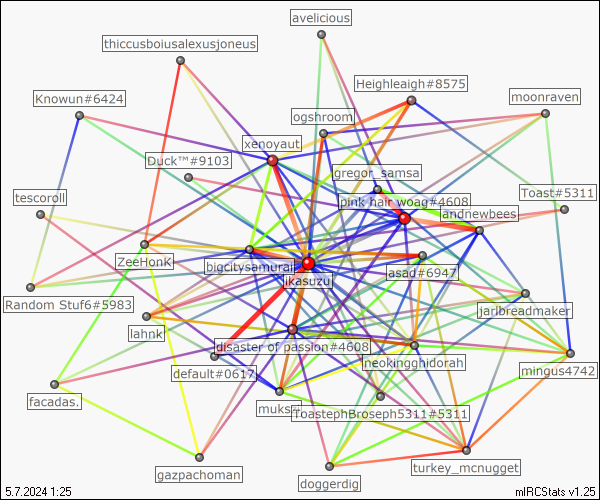 avelicious
thiccusboiusalexusjoneus
Heighleaigh#8575
Knowun#6424
moonraven
ogshroom
xenoyaut
Duck™#9103
gregor_samsa
tescoroll
Toast#5311
pink hair woag#4608
andnewbees
ZeeHonk
bigcitysamurai
asad#6947
ikasuzu
Random Stuf6#5983
jarlbreadmaker
lahnk
disaster of passion#4608
neokingghidorah
mingus4742
default#0617
facadas.
muks
ToastephBroseph5311#5311
gazpachoman
turkey_mcnugget
doggerdig
5.7.2024 1:25
mIRCStats v1.25